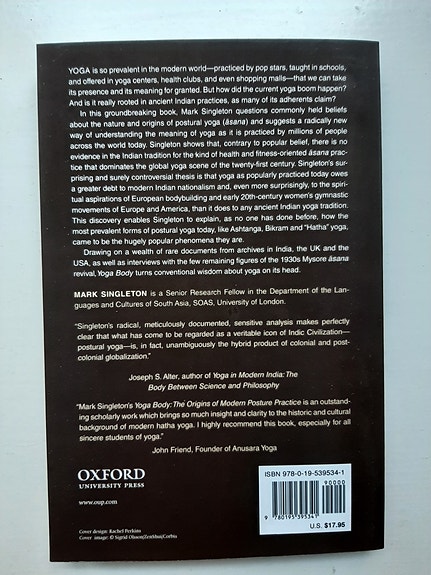 YOGA is so prevalent in the modern world—practiced by pop stars, taught in schools,
and offered in yoga centers, health clubs, and even shopping malls—that we can take
its presence and its meaning for granted. But how did the current yoga boom happen?
And is it really rooted in ancient Indian practices, as many of its adherents claim?
In this groundbreaking book, Mark Singleton questions commonly held beliefs
about the nature and origins of postural yoga (āsana) and suggests a radically new
way of understanding the meaning of yoga as it is practiced by millions of people
across the world today. Singleton shows that, contrary to popular belief, there is no
evidence in the Indian tradition for the kind of health and fitness-oriented āsana prac-
tice that dominates the global yoga scene of the twenty-first century. Singleton's sur-
prising and surely controversial thesis is that yoga as popularly practiced today owes
a greater debt to modern Indian nationalism and, even more surprisingly, to the spiri-
tual aspirations of European bodybuilding and early 20th-century women's gymnastic
movements of Europe and America, than it does to any ancient Indian yoga tradition.
This discovery enables Singleton to explain, as no one has done before, how the
most prevalent forms of postural yoga today, like Ashtanga, Bikram and "Hatha" yoga,
came to be the hugely popular phenomena they are.
Drawing on a wealth of rare documents from archives in India, the UK and the
USA, as well as interviews with the few remaining figures of the 1930s Mysore āsana
revival, Yoga Body turns conventional wisdom about yoga on its head.
MARK SINGLETON is a Senior Research Fellow in the Department of the Lan-
guages and Cultures of South Asia, SOAS, University of London.
"Singleton's radical, meticulously documented, sensitive analysis makes perfectly
clear that what has come to be regarded as a veritable icon of Indic Civilization—
postural yoga—is, in fact, unambiguously the hybrid product of colonial and post-
colonial globalization."
Joseph S. Alter, author of Yoga in Modern India: The
Body Between Science and Philosophy
"Mark Singleton's Yoga Body: The Origins of Modern Posture Practice is an outstand-
ing scholarly work which brings so much insight and clarity to the historic and cultural
background of modern hatha yoga. I highly recommend this book, especially for all
sincere students of yoga."
John Friend, Founder of Anusara Yoga
OXFORD
UNIVERSITY PRESS
www.oup.com
Cover design: Rachel Perkins
Cover image: © Sigrid Olsson/ZenShui/Corbis
ISBN 978-0-19-539534-1
90000
9 780195 395341
U.S. $17.95